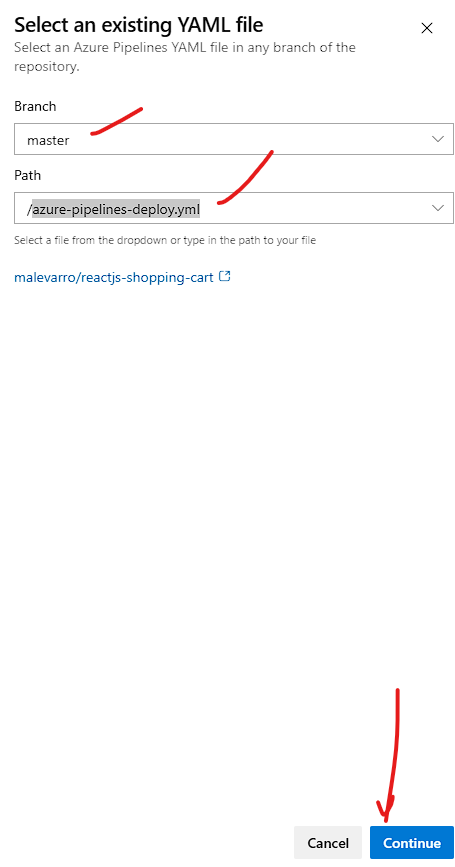 Select an existing YAML file
Select an Azure Pipelines YAML file in any branch of the
repository.
Branch
master
Path
/azure-pipelines-deploy.yml
Select a file from the dropdown or type in the path to your file
malevarro/reactjs-shopping-cart
Cancel
Continue